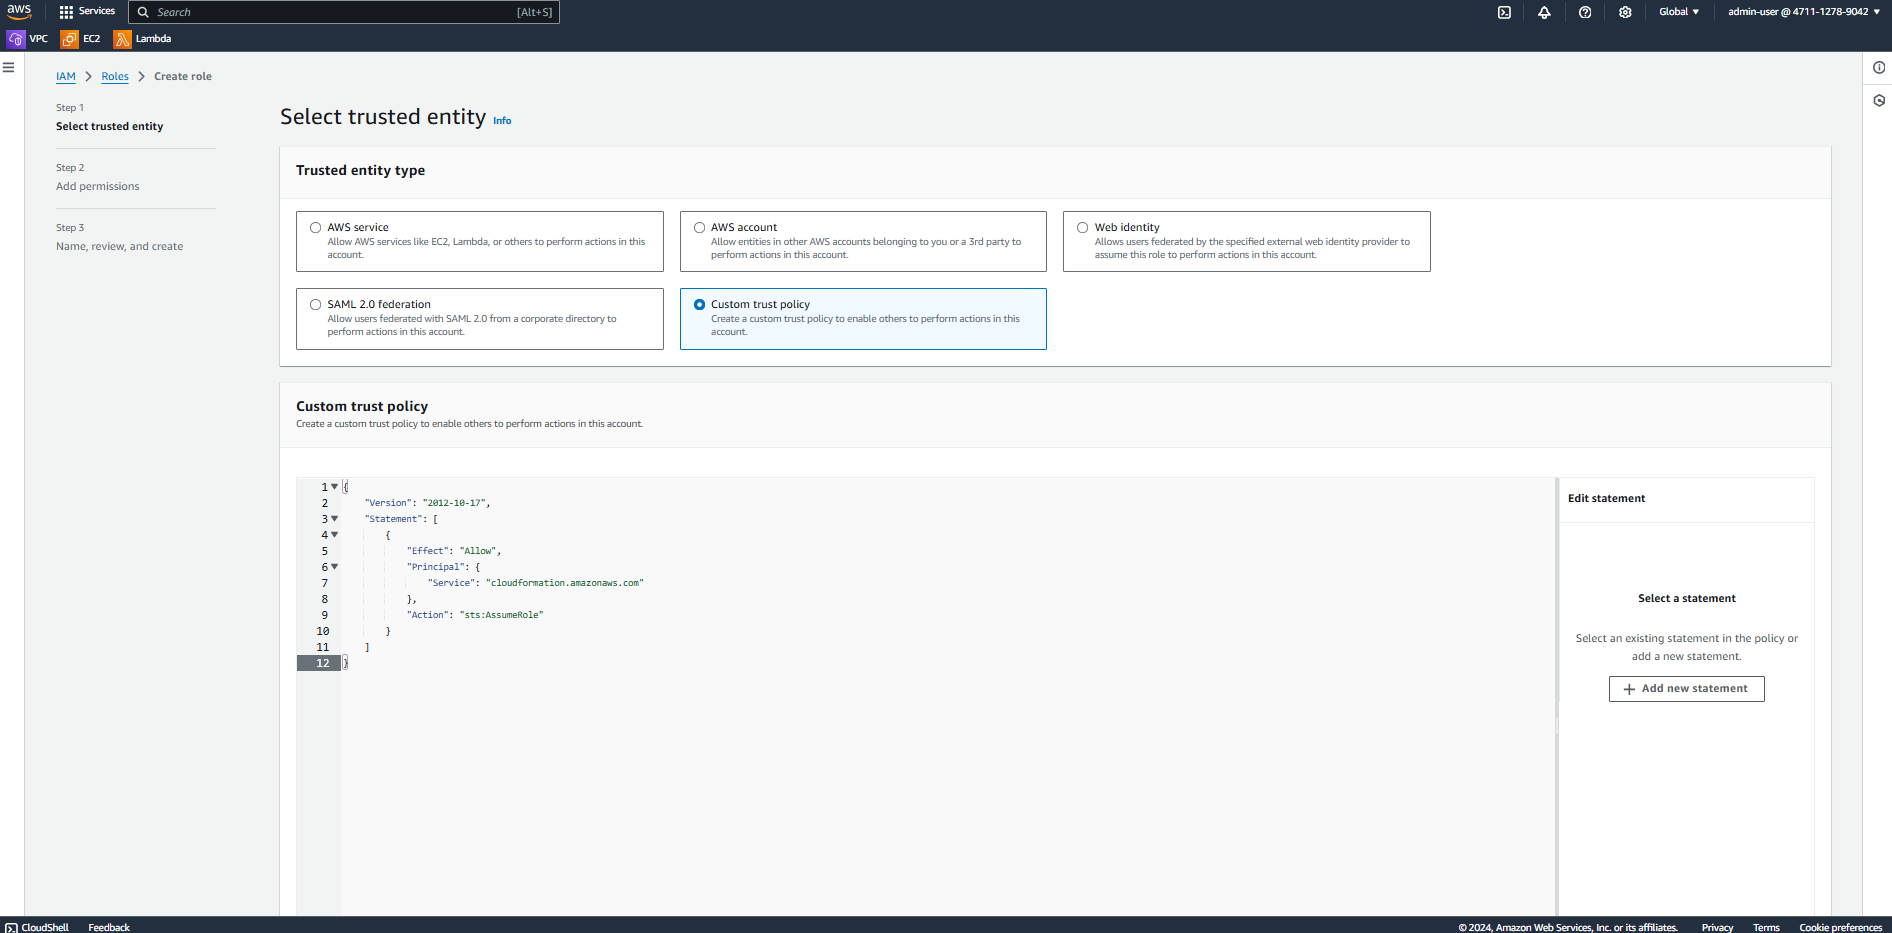 aws
Services
Search
[Alt+S]
Global
admin-user @ 4711-1278-9042
VPC
EC2
Lambda
IAM
Roles
Create role
Step 1
Select trusted entity
Step 2
Add permissions
Step 3
Name, review, and create
Select trusted entity Info
Trusted entity type
AWS service
Allow AWS services like EC2, Lambda, or others to perform actions in this
account.
AWS account
Allow entities in other AWS accounts belonging to you or a 3rd party to
perform actions in this account.
Web identity
Allows users federated by the specified external web identity provider to
assume this role to perform actions in this account.
SAML 2.0 federation
Allow users federated with SAML 2.0 from a corporate directory to
perform actions in this account.
Custom trust policy
Create a custom trust policy to enable others to perform actions in this
account.
Custom trust policy
Create a custom trust policy to enable others to perform actions in this account.
1 {
2 "Version": "2012-10-17",
3 "Statement": [
4 {
5 "Effect": "Allow",
6 "Principal": {
7 "Service": "cloudformation.amazonaws.com"
8 },
9 "Action": "sts:AssumeRole"
10 }
11 ]
12 }
Edit statement
Select a statement
Select an existing statement in the policy or
add a new statement.
Add new statement
CloudShell
Feedback
© 2024, Amazon Web Services, Inc. or its affiliates.
Privacy
Terms
Cookie preferences